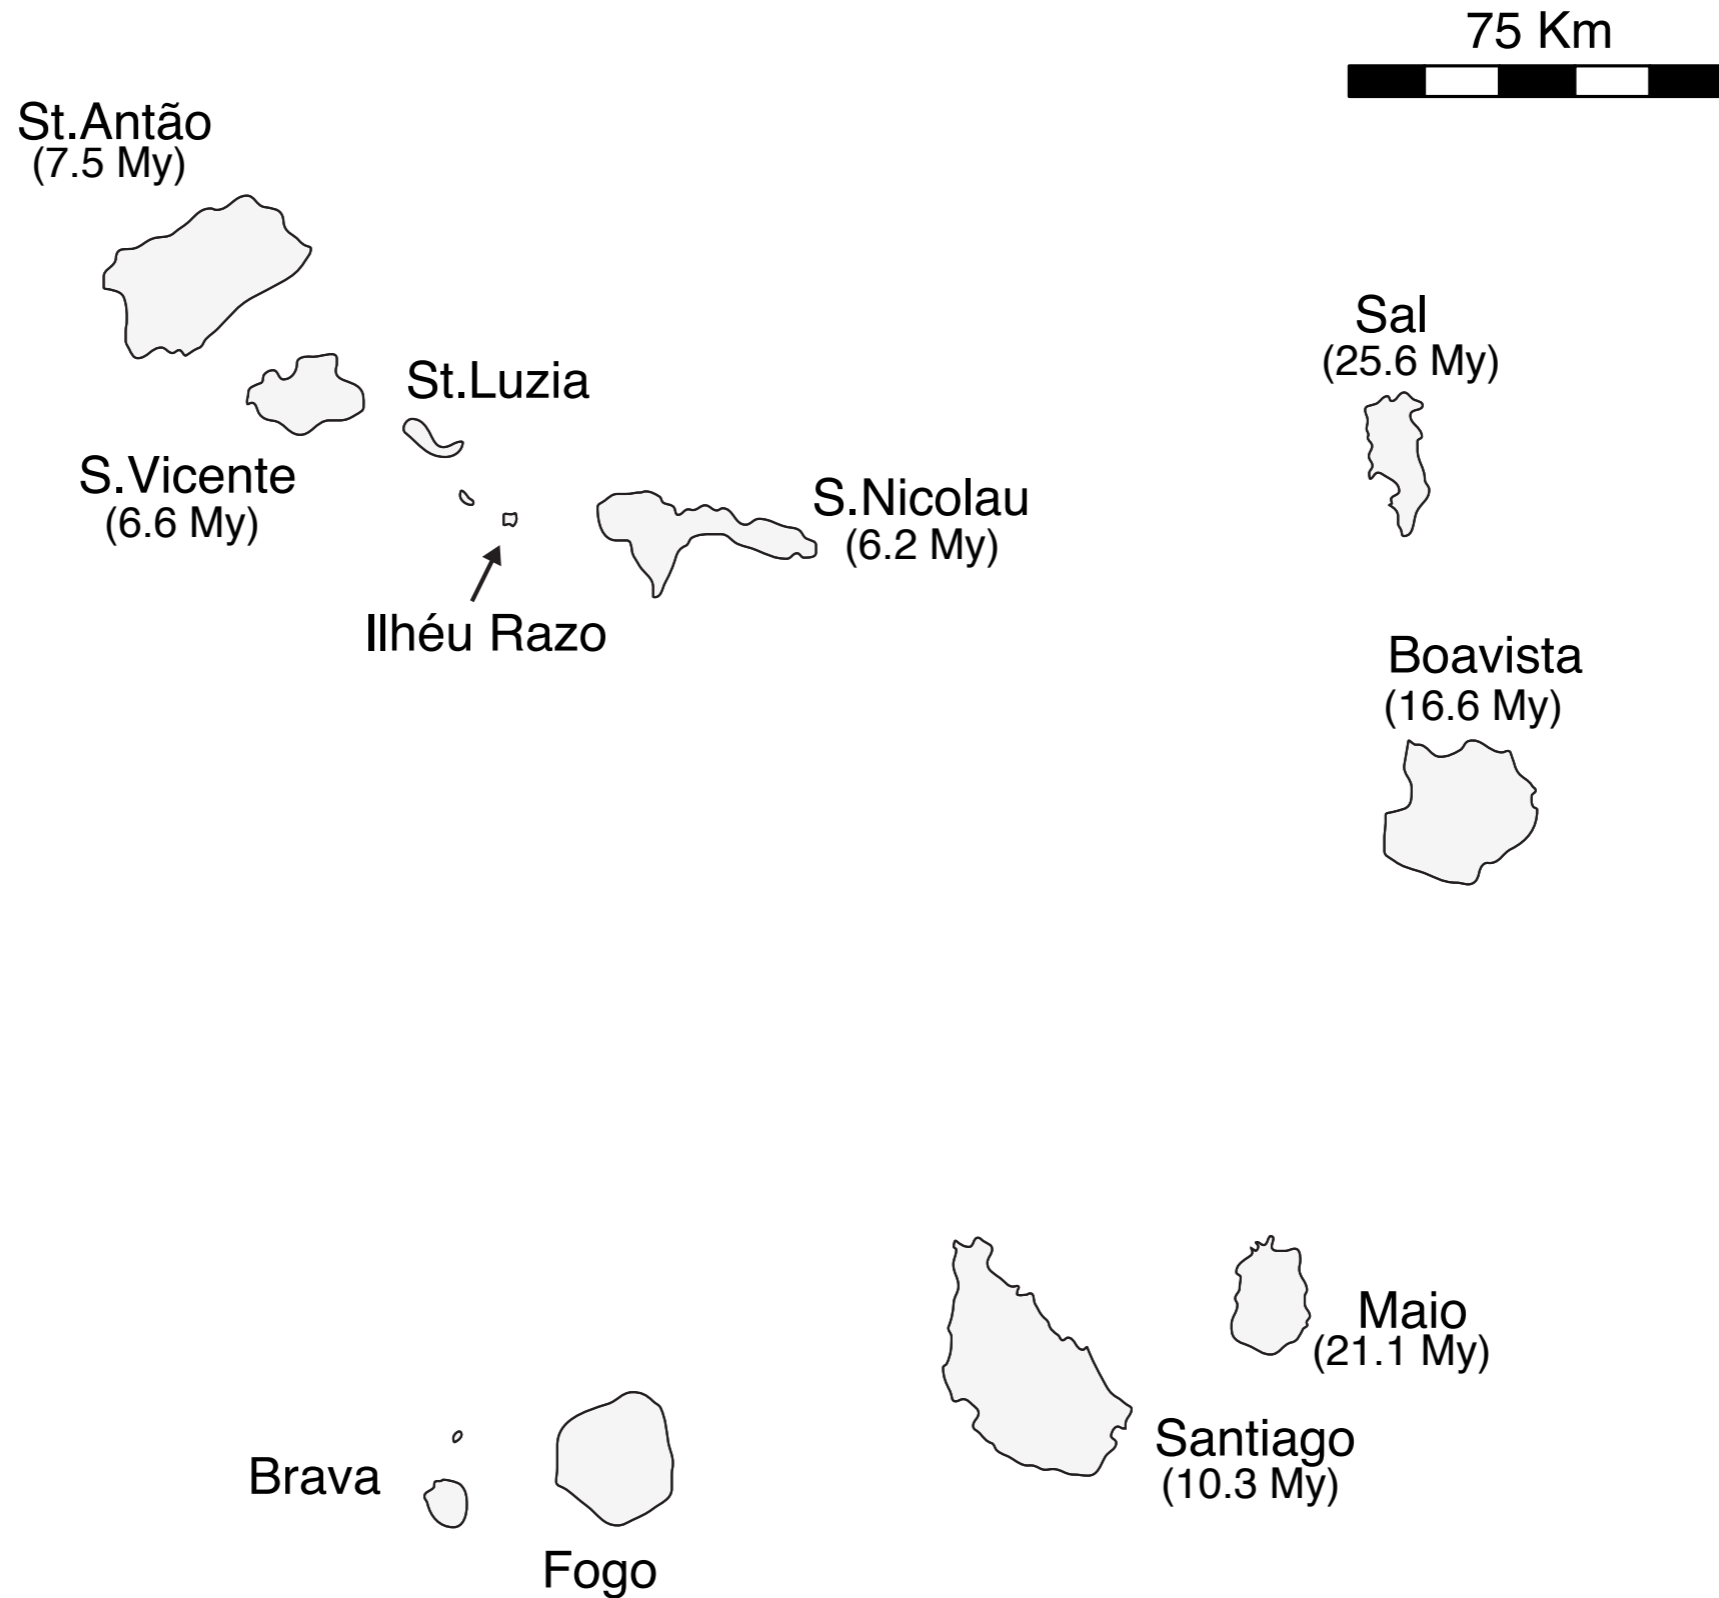 75 Km
St.Antão
(7.5 My)
Sal
(25.6 My)
St.Luzia
S.Vicente
(6.6 My)
S.Nicolau
(6.2 My)
Ilhéu Razo
Boavista
(16.6 My)
Maio
(21.1 My)
Santiago
(10.3 My)
Brava
Fogo